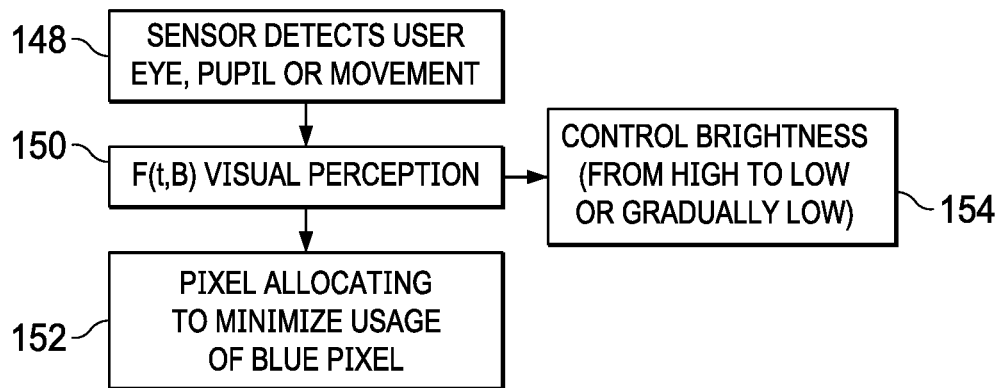 148
SENSOR DETECTS USER
EYE, PUPIL OR MOVEMENT
150
F(t,B) VISUAL PERCEPTION
CONTROL BRIGHTNESS
(FROM HIGH TO LOW
OR GRADUALLY LOW)
154
152
PIXEL ALLOCATING
TO MINIMIZE USAGE
OF BLUE PIXEL